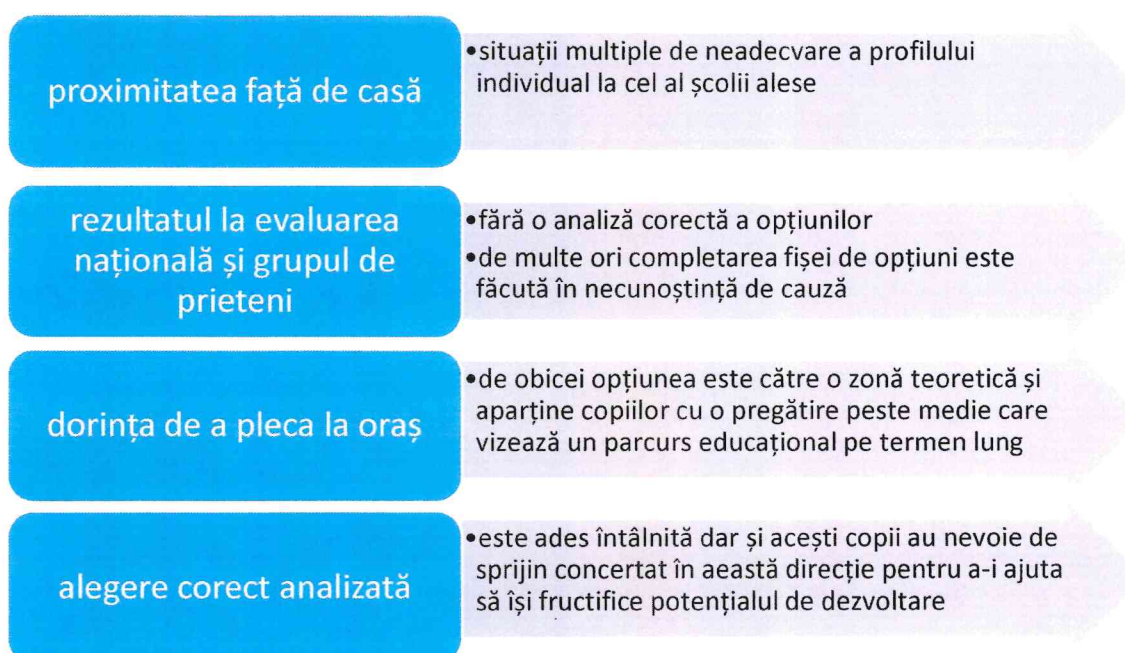 proximitatea față de casă
•situații multiple de neadecvare a profilului
individual la cel al școlii alese
rezultatul la evaluarea
națională și grupul de
prieteni
•fără o analiză corectă a opțiunilor
•de multe ori completarea fișei de opțiuni este
făcută în necunoștință de cauză
dorința de a pleca la oraș
•de obicei opțiunea este către o zonă teoretică și
aparține copiilor cu o pregătire peste medie care
vizează un parcurs educațional pe termen lung
alegere corect analizată
•este ades întâlnită dar și acești copii au nevoie de
sprijin concertat în aeastă direcție pentru a-i ajuta
să își fructifice potențialul de dezvoltare